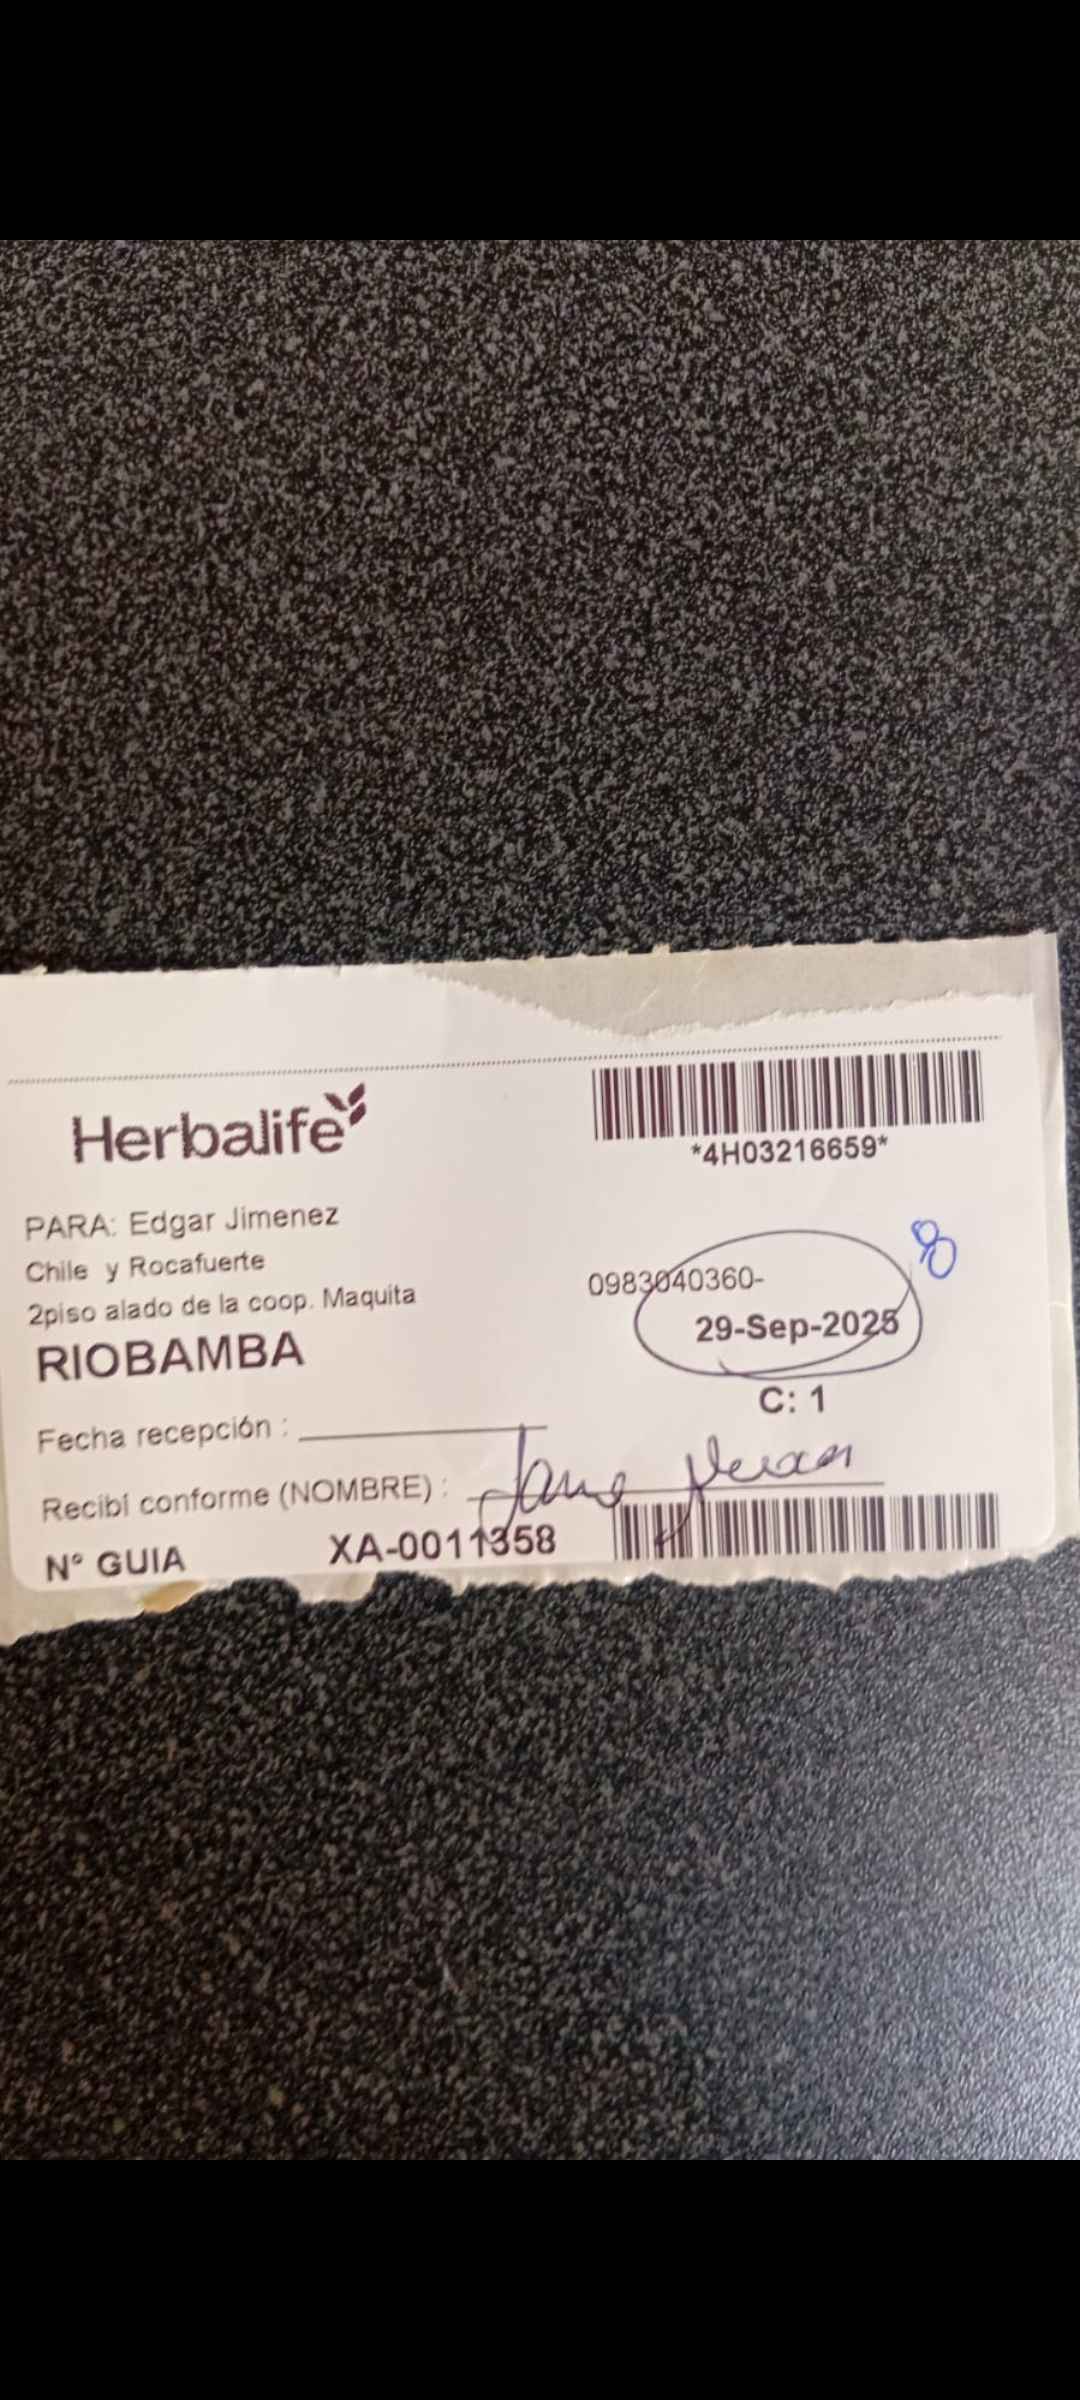 Herbalife
*4H03216659*
PARA: Edgar Jimenez
Chile y Rocafuerte
2piso alado de la coop. Maquita
RIOBAMBA
0983040360-
29-Sep-2025
C: 1
Fecha recepción :
Recibí conforme (NOMBRE) :
N° GUIA XA-0011358